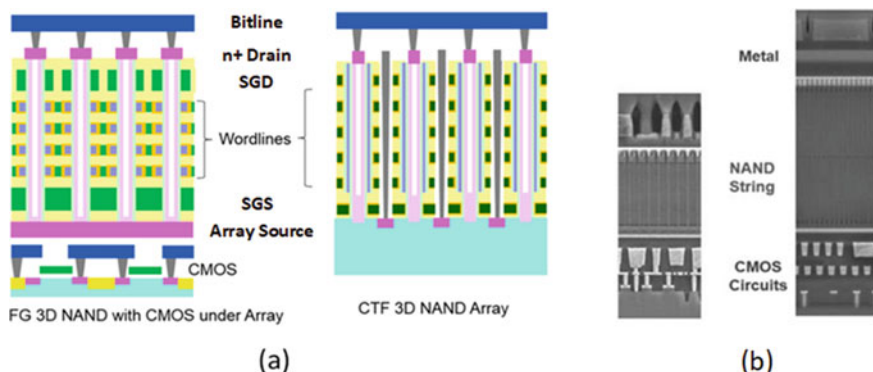 Bitline
n+ Drain
SGD
Wordlines
SGS
Array Source
CMOS
FG 3D NAND with CMOS under Array
CTF 3D NAND Array
(a)
Metal
NAND
String
CMOS
Circuits
(b)